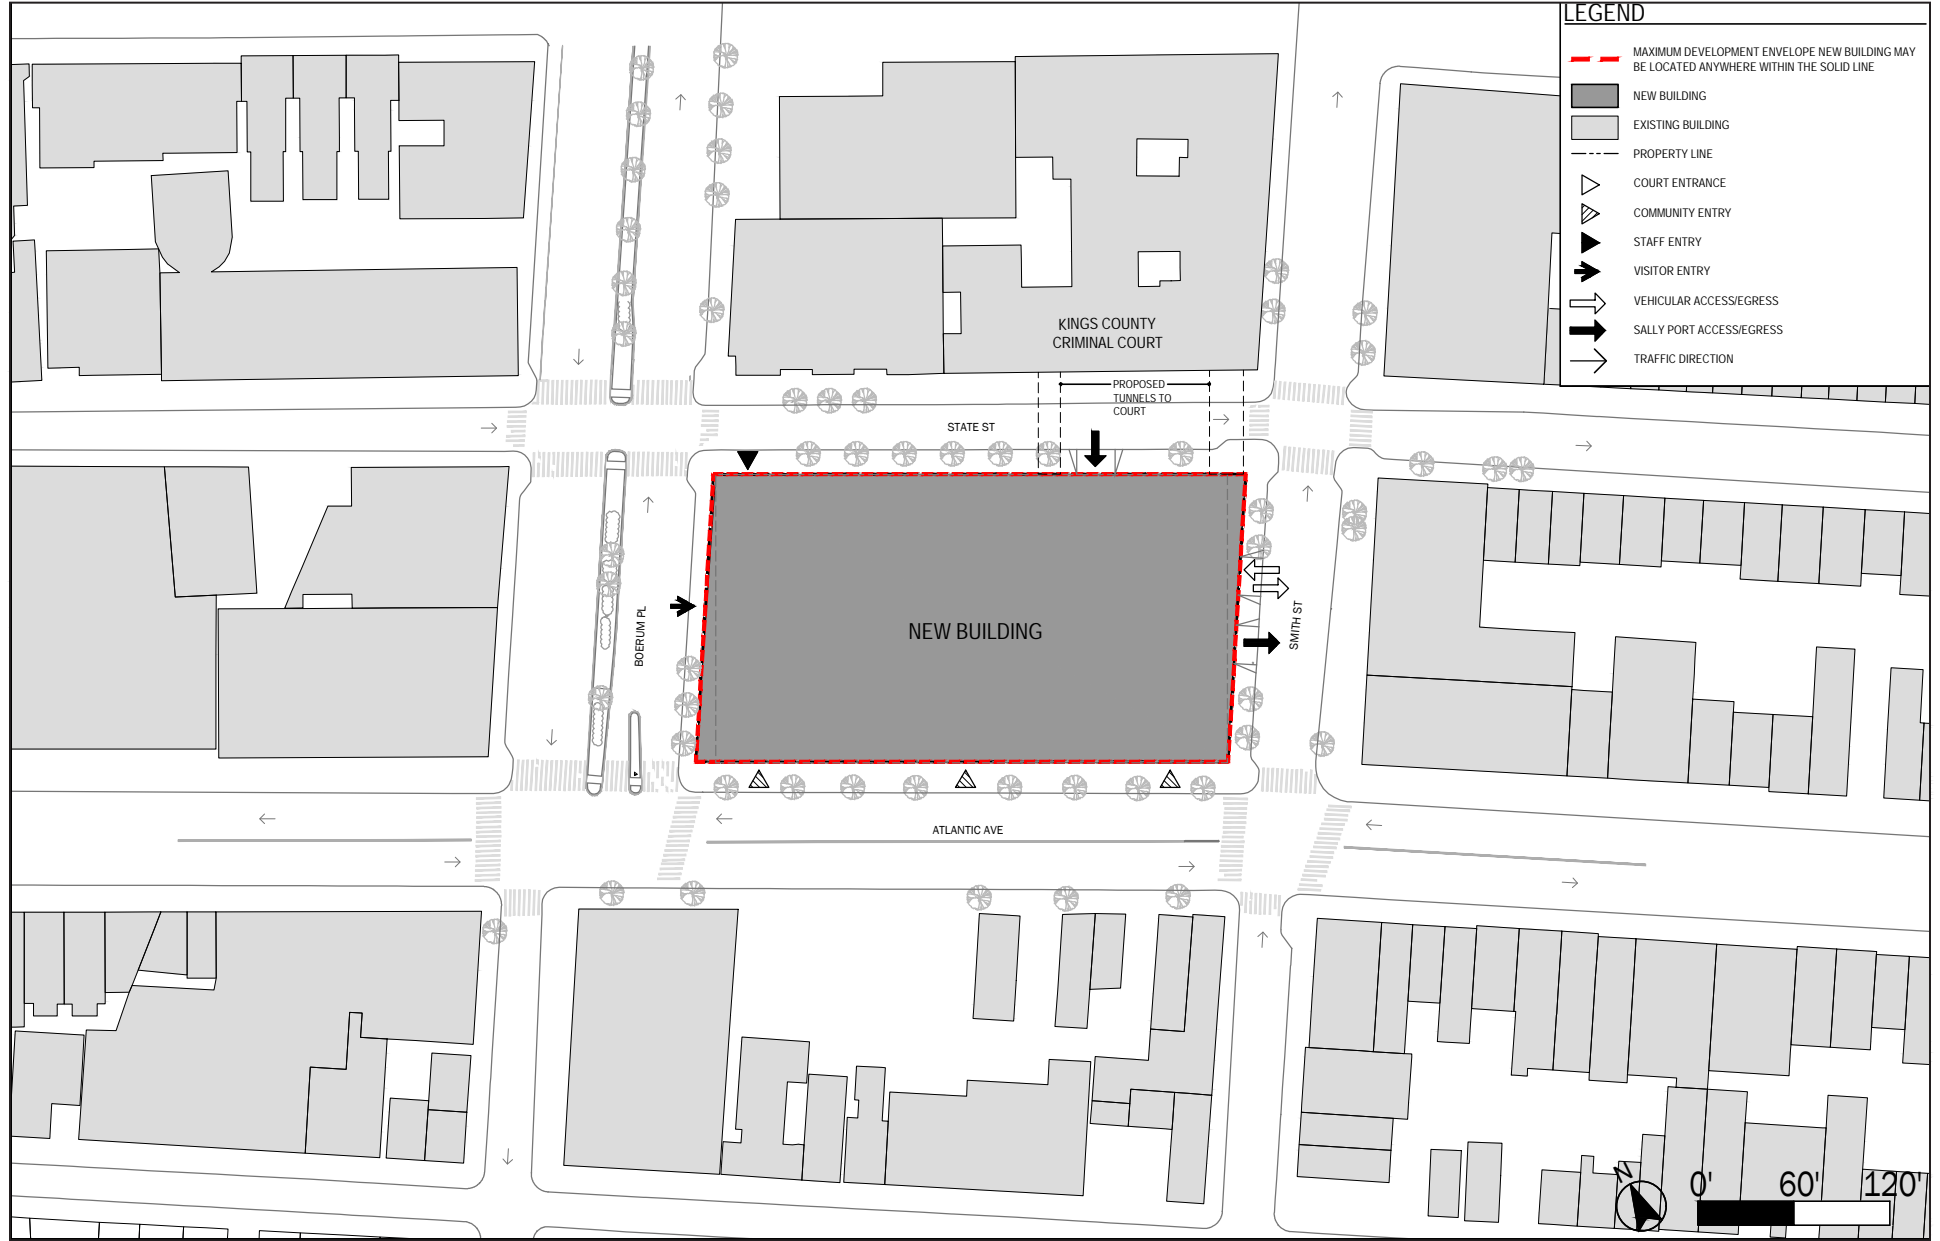 LEGEND
MAXIMUM DEVELOPMENT ENVELOPE NEW BUILDING MAY
BE LOCATED ANYWHERE WITHIN THE SOLID LINE
NEW BUILDING
EXISTING BUILDING
PROPERTY LINE
COURT ENTRANCE
COMMUNITY ENTRY
STAFF ENTRY
VISITOR ENTRY
VEHICULAR ACCESS/EGRESS
SALLY PORT ACCESS/EGRESS
TRAFFIC DIRECTION
KINGS COUNTY
CRIMINAL COURT
PROPOSED
TUNNELS TO
COURT
STATE ST
BOERUM PL
NEW BUILDING
SMITH ST
ATLANTIC AVE
N
0' 60' 120'